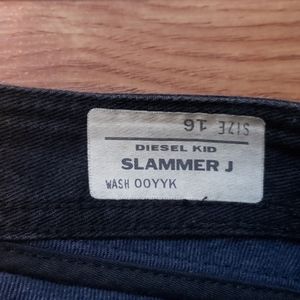 SIZE 16
DIESEL KID
SLAMMER J
WASH 00YYK